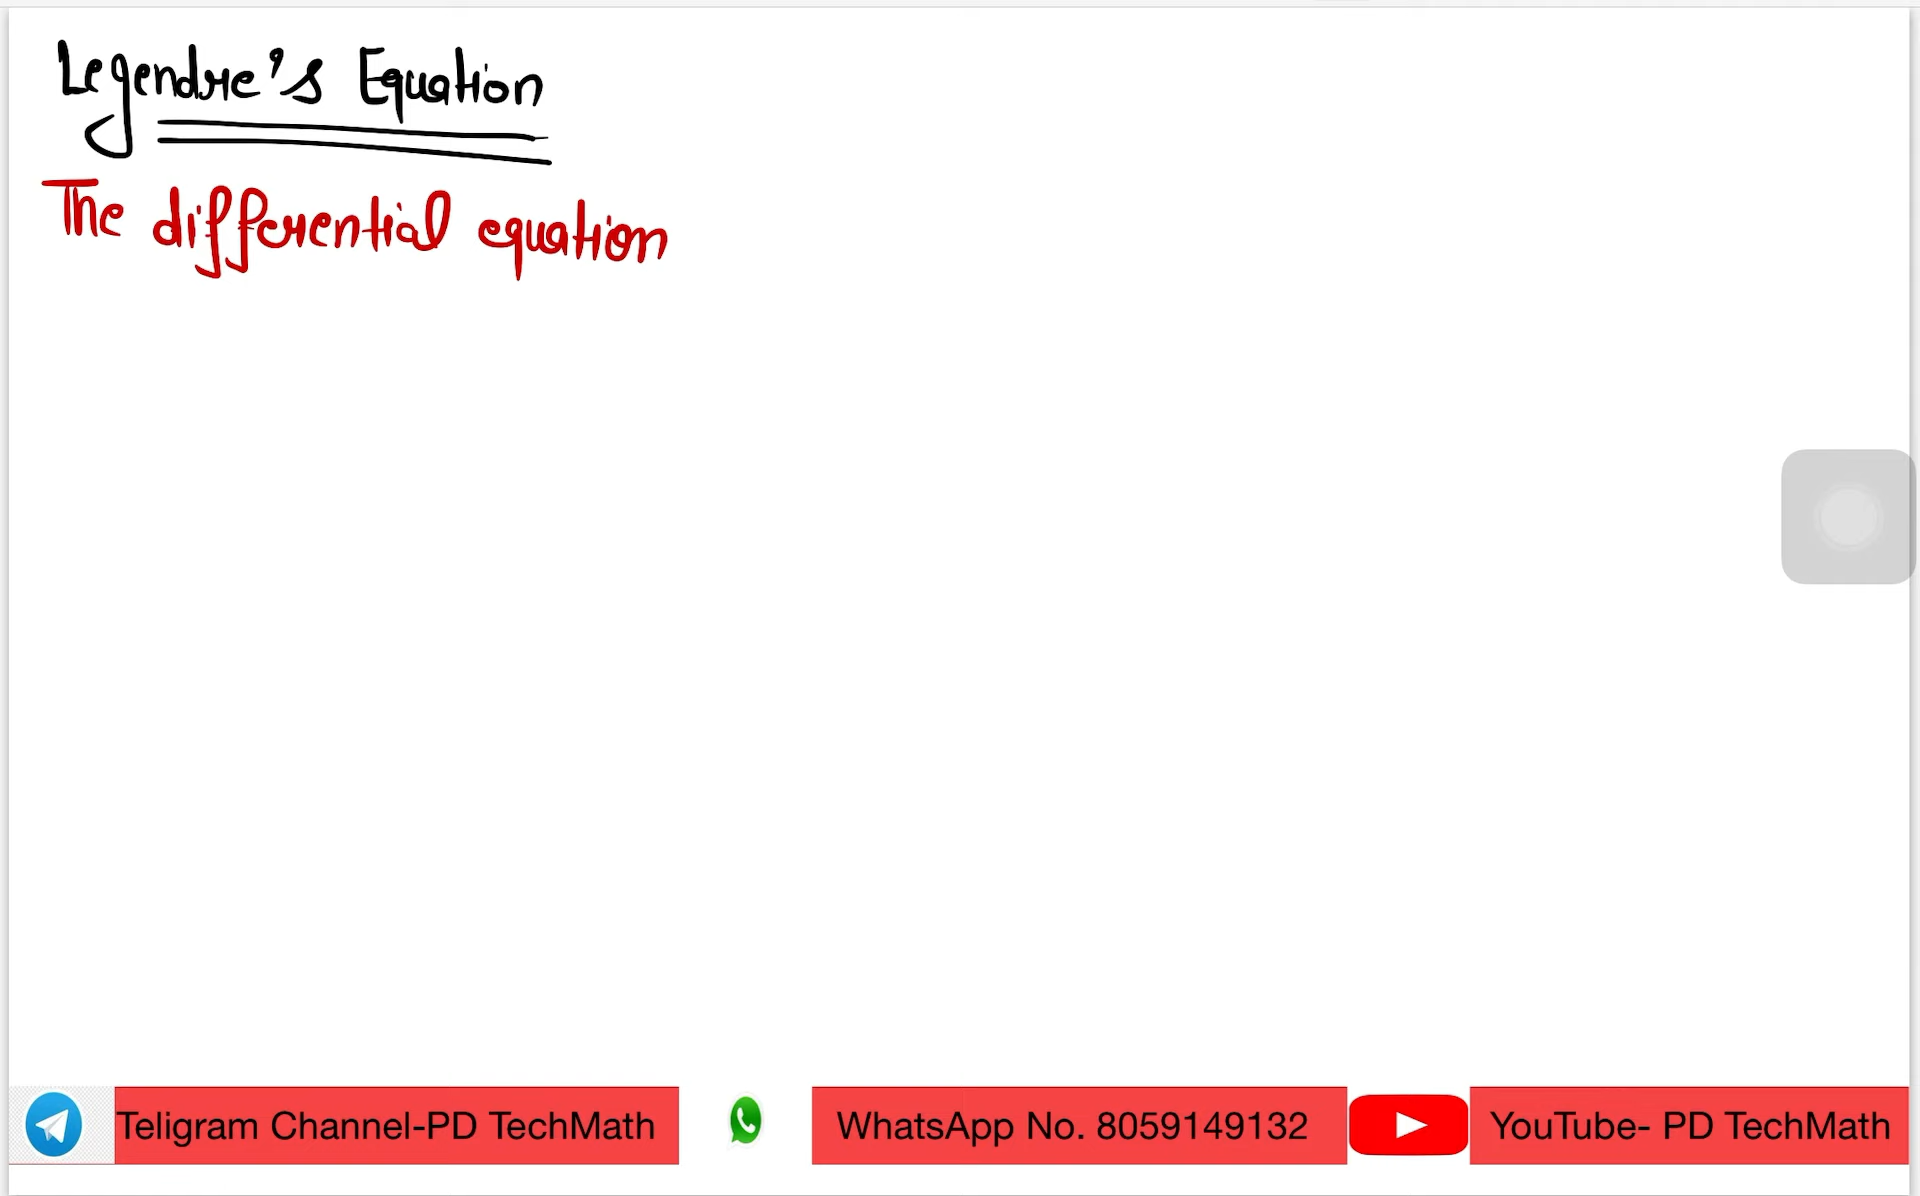 Legendre's Equation
The differential equation
Teligram Channel-PD TechMath
WhatsApp No. 8059149132
YouTube- PD TechMath